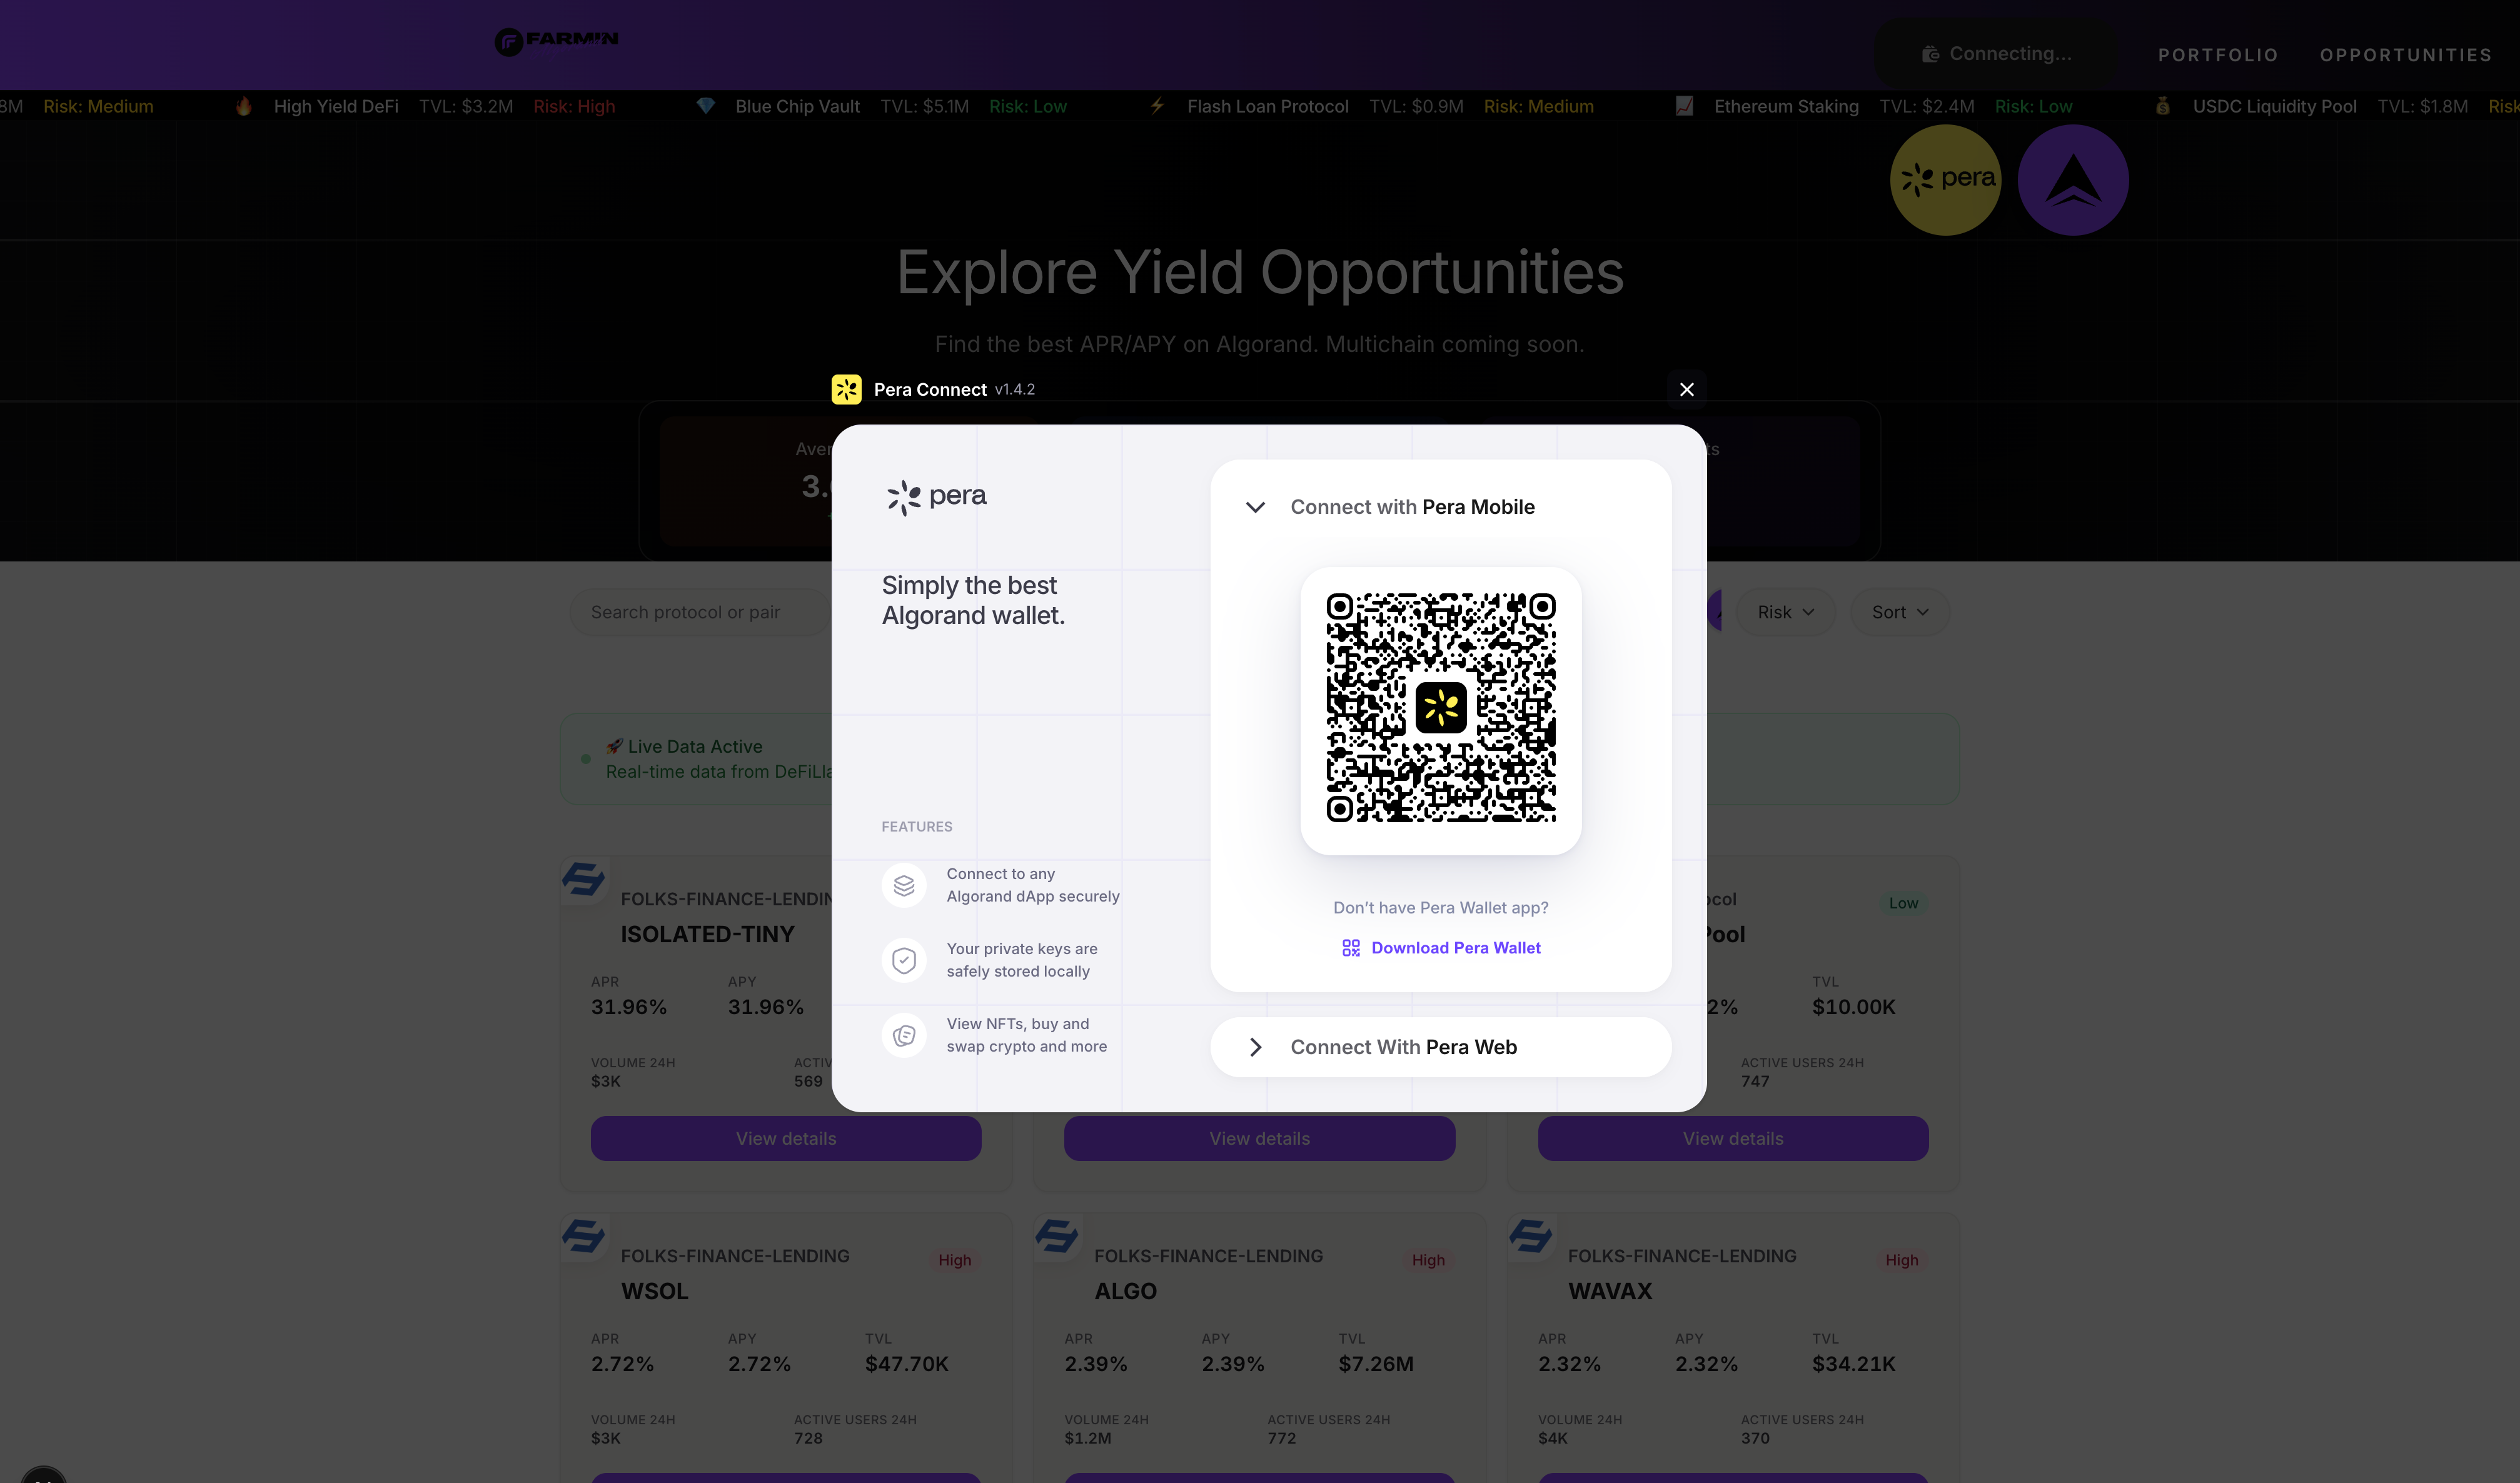 FARMIN
Connecting...
PORTFOLIO
OPPORTUNITIES
8M Risk: Medium
High Yield DeFi TVL: $3.2M Risk: High
Blue Chip Vault TVL: $5.1M Risk: Low
Flash Loan Protocol TVL: $0.9M Risk: Medium
Ethereum Staking TVL: $2.4M Risk: Low
USDC Liquidity Pool TVL: $1.8M Risk
pera
Explore Yield Opportunities
Find the best APR/APY on Algorand. Multichain coming soon.
Pera Connect v1.4.2
Aver
3.
ts
pera
Simply the best
Algorand wallet.
FEATURES
Connect to any
Algorand dApp securely
Your private keys are
safely stored locally
View NFTs, buy and
swap crypto and more
Connect with Pera Mobile
Don’t have Pera Wallet app?
Download Pera Wallet
Connect With Pera Web
Search protocol or pair
Risk
Sort
🚀 Live Data Active
Real-time data from DeFiLla
FOLKS-FINANCE-LENDIN
ISOLATED-TINY
APR APY
31.96% 31.96%
VOLUME 24H ACTIV
$3K 569
View details
View details
ocol Low
Pool
TVL
2% $10.00K
ACTIVE USERS 24H
747
View details
FOLKS-FINANCE-LENDING High
WSOL
APR APY TVL
2.72% 2.72% $47.70K
VOLUME 24H ACTIVE USERS 24H
$3K 728
FOLKS-FINANCE-LENDING High
ALGO
APR APY TVL
2.39% 2.39% $7.26M
VOLUME 24H ACTIVE USERS 24H
$1.2M 772
FOLKS-FINANCE-LENDING High
WAVAX
APR APY TVL
2.32% 2.32% $34.21K
VOLUME 24H ACTIVE USERS 24H
$4K 370